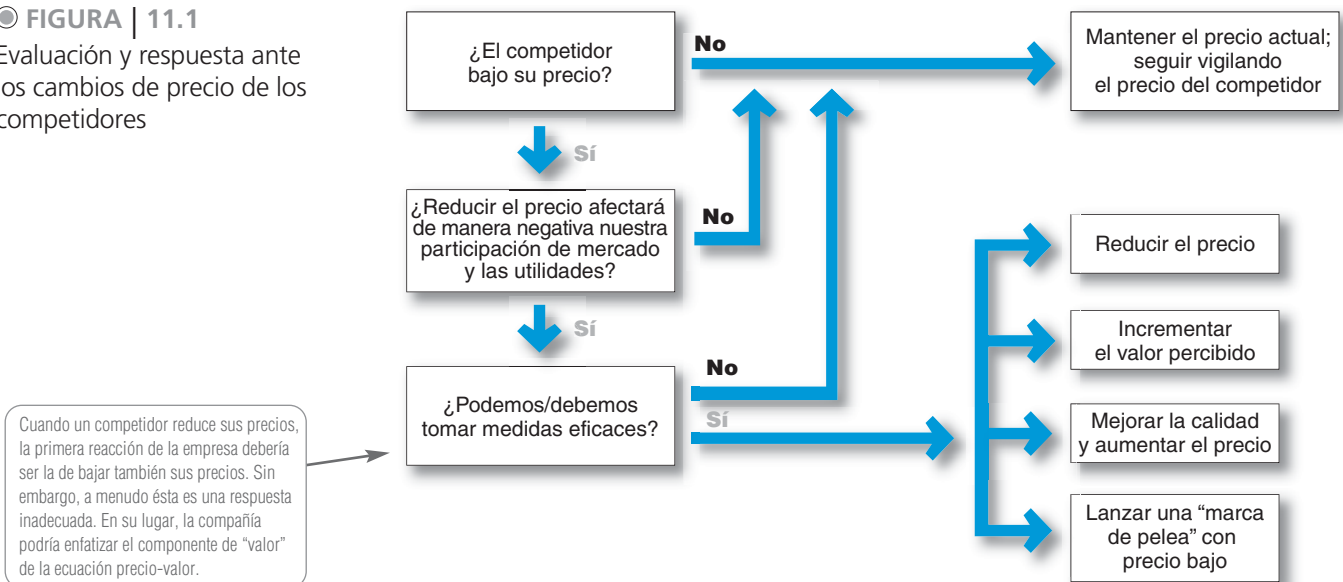 FIGURA | 11.1
Evaluación y respuesta ante
los cambios de precio de los
competidores
¿El competidor
bajo su precio?
No
Mantener el precio actual;
seguir vigilando
el precio del competidor
Sí
¿Reducir el precio afectará
de manera negativa nuestra
participación de mercado
y las utilidades?
No
Sí
¿Podemos/debemos
tomar medidas eficaces?
No
Sí
Reducir el precio
Incrementar
el valor percibido
Mejorar la calidad
y aumentar el precio
Lanzar una “marca
de pelea” con
precio bajo
Cuando un competidor reduce sus precios,
la primera reacción de la empresa debería
ser la de bajar también sus precios. Sin
embargo, a menudo ésta es una respuesta
inadecuada. En su lugar, la compañía
podría enfatizar el componente de “valor”
de la ecuación precio-valor.